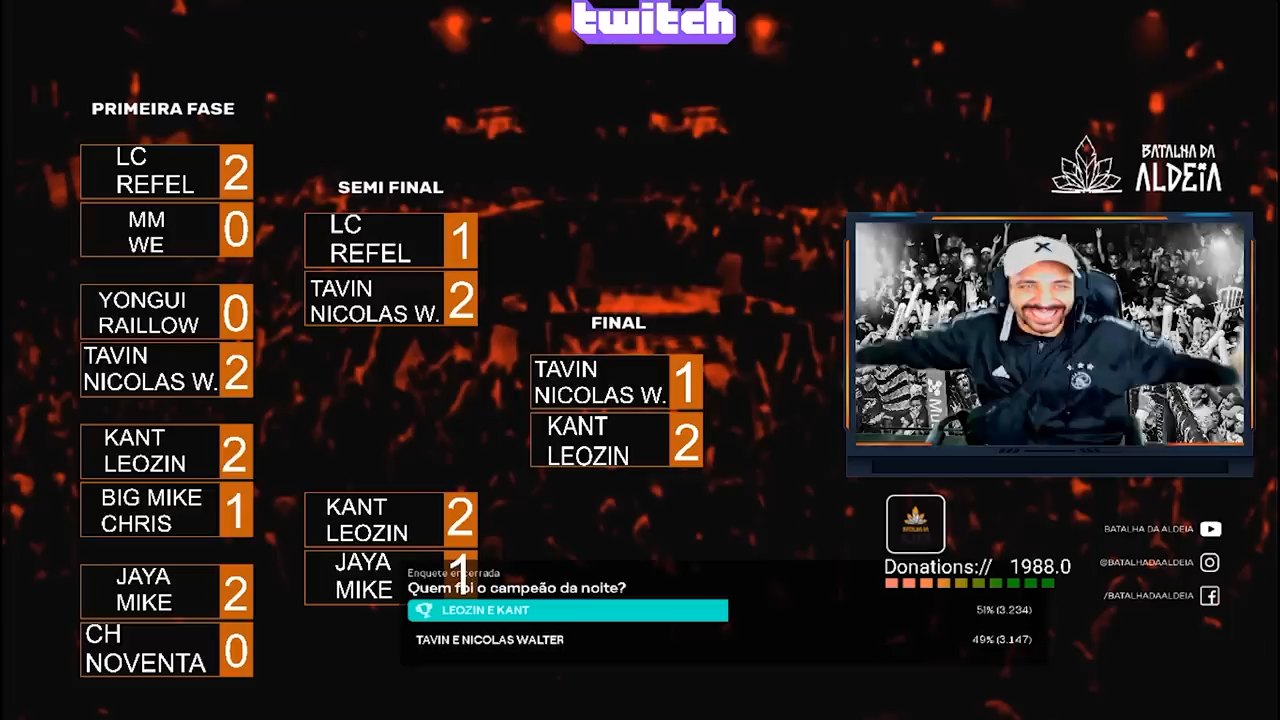 twitch
PRIMEIRA FASE
LC
REFEL
2
MM
WE
0
YONGUI
RAILLOW
0
TAVIN
NICOLAS W.
2
KANT
LEOZIN
2
BIG MIKE
CHRIS
1
JAYA
MIKE
2
CH
NOVENTA
0
SEMI FINAL
LC
REFEL
1
TAVIN
NICOLAS W.
2
KANT
LEOZIN
2
JAYA
MIKE
1
FINAL
TAVIN
NICOLAS W.
1
KANT
LEOZIN
2
Enquete encerrada
Quem foi o campeão da noite?
LEOZIN E KANT 51% (3.234)
TAVIN E NICOLAS WALTER 49% (3.147)
BATALHA DA
ALDEIA
Donations:// 1988.0
BATALHA DA ALDEIA
@BATALHADAALDEIA
/BATALHADAALDEIA